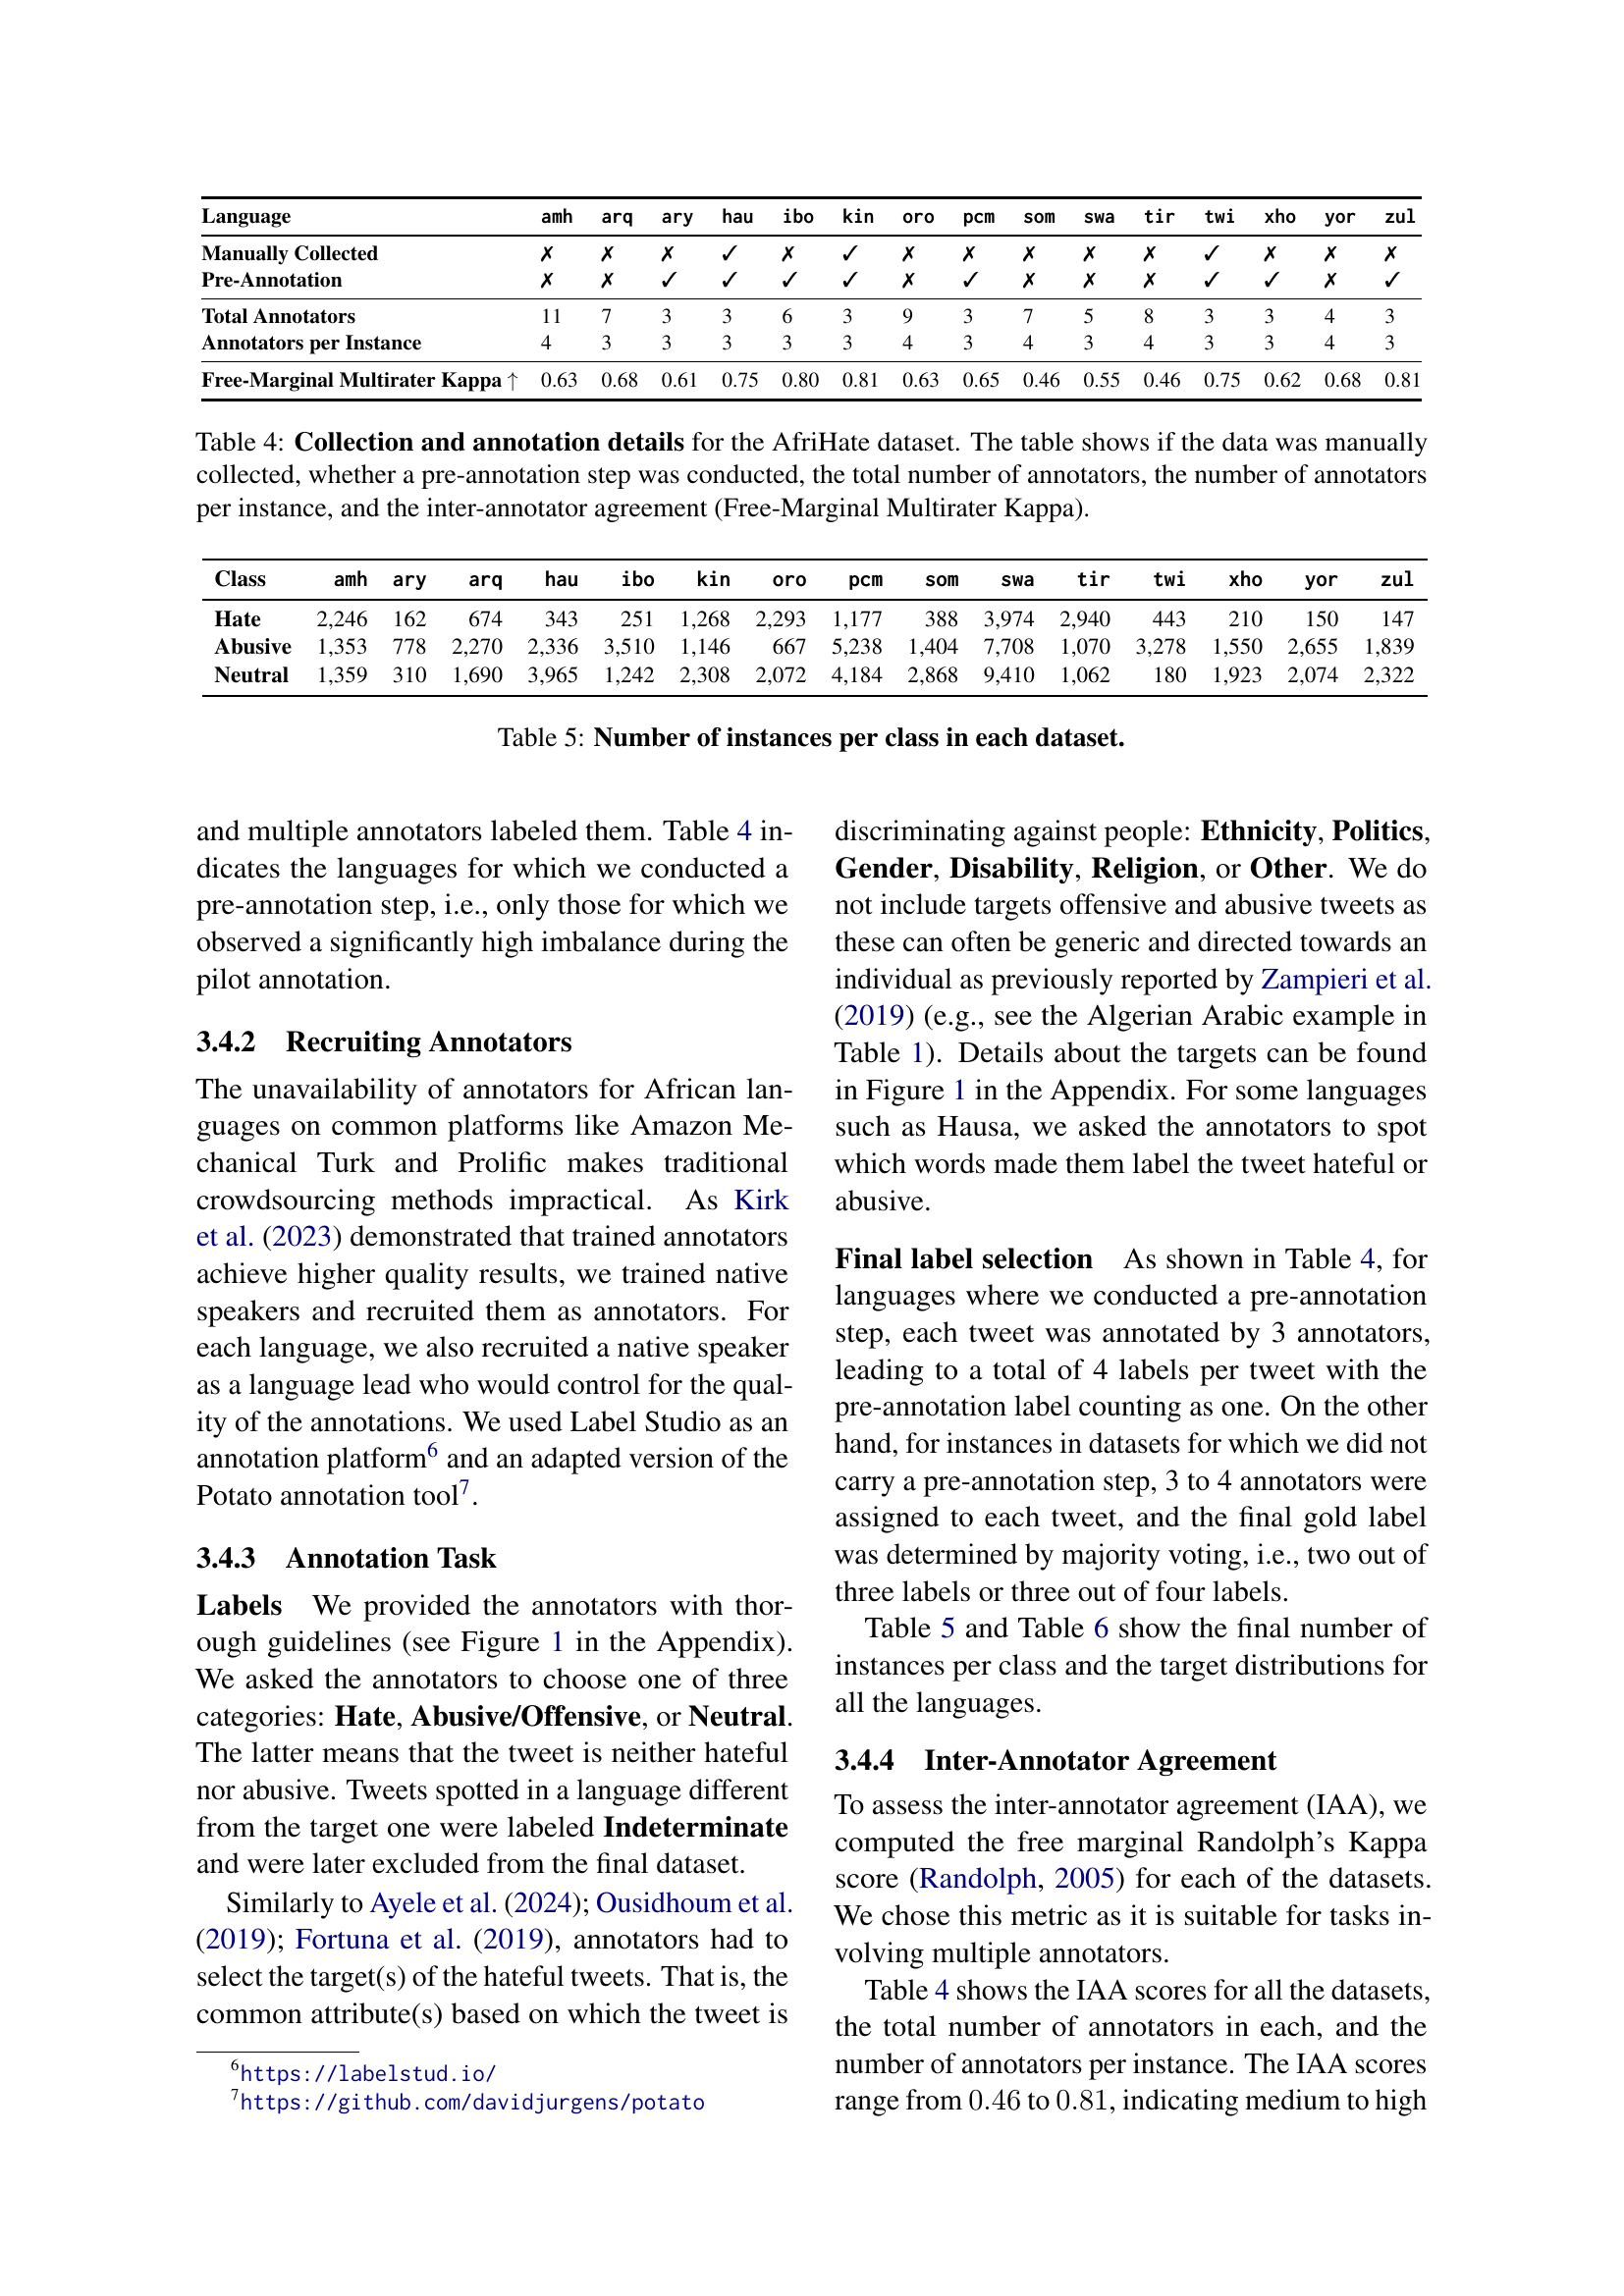 Language amh arq ary hau ibo kin oro pcm som swa tir twi xho yor zul
Manually Collected ✗ ✗ ✗ ✓ ✗ ✓ ✗ ✗ ✗ ✗ ✗ ✓ ✗ ✗ ✗
Pre-Annotation ✗ ✗ ✓ ✓ ✓ ✓ ✗ ✓ ✗ ✗ ✗ ✓ ✓ ✗ ✓
Total Annotators 11 7 3 3 6 3 9 3 7 5 8 3 3 4 3
Annotators per Instance 4 3 3 3 3 3 4 3 4 3 4 3 3 4 3
Free-Marginal Multirater Kappa ↑ 0.63 0.68 0.61 0.75 0.80 0.81 0.63 0.65 0.46 0.55 0.46 0.75 0.62 0.68 0.81
Table 4: Collection and annotation details for the AfriHate dataset. The table shows if the data was manually
collected, whether a pre-annotation step was conducted, the total number of annotators, the number of annotators
per instance, and the inter-annotator agreement (Free-Marginal Multirater Kappa).
Class amh ary arq hau ibo kin oro pcm som swa tir twi xho yor zul
Hate 2,246 162 674 343 251 1,268 2,293 1,177 388 3,974 2,940 443 210 150 147
Abusive 1,353 778 2,270 2,336 3,510 1,146 667 5,238 1,404 7,708 1,070 3,278 1,550 2,655 1,839
Neutral 1,359 310 1,690 3,965 1,242 2,308 2,072 4,184 2,868 9,410 1,062 180 1,923 2,074 2,322
Table 5: Number of instances per class in each dataset.
and multiple annotators labeled them. Table 4 in-
dicates the languages for which we conducted a
pre-annotation step, i.e., only those for which we
observed a significantly high imbalance during the
pilot annotation.
3.4.2 Recruiting Annotators
The unavailability of annotators for African lan-
guages on common platforms like Amazon Me-
chanical Turk and Prolific makes traditional
crowdsourcing methods impractical. As Kirk
et al. (2023) demonstrated that trained annotators
achieve higher quality results, we trained native
speakers and recruited them as annotators. For
each language, we also recruited a native speaker
as a language lead who would control for the qual-
ity of the annotations. We used Label Studio as an
annotation platform6 and an adapted version of the
Potato annotation tool7.
3.4.3 Annotation Task
Labels We provided the annotators with thor-
ough guidelines (see Figure 1 in the Appendix).
We asked the annotators to choose one of three
categories: Hate, Abusive/Offensive, or Neutral.
The latter means that the tweet is neither hateful
nor abusive. Tweets spotted in a language different
from the target one were labeled Indeterminate
and were later excluded from the final dataset.
Similarly to Ayele et al. (2024); Ousidhoum et al.
(2019); Fortuna et al. (2019), annotators had to
select the target(s) of the hateful tweets. That is, the
common attribute(s) based on which the tweet is
6https://labelstud.io/
7https://github.com/davidjurgens/potato
discriminating against people: Ethnicity, Politics,
Gender, Disability, Religion, or Other. We do
not include targets offensive and abusive tweets as
these can often be generic and directed towards an
individual as previously reported by Zampieri et al.
(2019) (e.g., see the Algerian Arabic example in
Table 1). Details about the targets can be found
in Figure 1 in the Appendix. For some languages
such as Hausa, we asked the annotators to spot
which words made them label the tweet hateful or
abusive.
Final label selection As shown in Table 4, for
languages where we conducted a pre-annotation
step, each tweet was annotated by 3 annotators,
leading to a total of 4 labels per tweet with the
pre-annotation label counting as one. On the other
hand, for instances in datasets for which we did not
carry a pre-annotation step, 3 to 4 annotators were
assigned to each tweet, and the final gold label
was determined by majority voting, i.e., two out of
three labels or three out of four labels.
Table 5 and Table 6 show the final number of
instances per class and the target distributions for
all the languages.
3.4.4 Inter-Annotator Agreement
To assess the inter-annotator agreement (IAA), we
computed the free marginal Randolph's Kappa
score (Randolph, 2005) for each of the datasets.
We chose this metric as it is suitable for tasks in-
volving multiple annotators.
Table 4 shows the IAA scores for all the datasets,
the total number of annotators in each, and the
number of annotators per instance. The IAA scores
range from 0.46 to 0.81, indicating medium to high